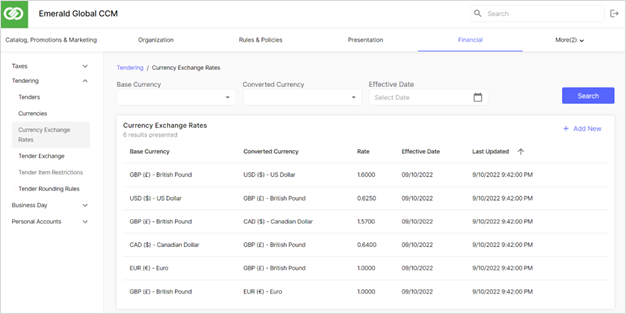 Emerald Global CCM
Search
Catalog, Promotions & Marketing Organization Rules & Policies Presentation Financial More(2)
Taxes
Tendering
Tenders
Currencies
Currency Exchange
Rates
Tender Exchange
Tender Item Restrictions
Tender Rounding Rules
Business Day
Personal Accounts
Tendering / Currency Exchange Rates
Base Currency Converted Currency Effective Date
Select Date
Search
Currency Exchange Rates
6 results presented
+ Add New
Base Currency Converted Currency Rate Effective Date Last Updated
GBP (£) - British Pound USD ($) - US Dollar 1.6000 09/10/2022 9/10/2022 9:42:00 PM
USD ($) - US Dollar GBP (£) - British Pound 0.6250 09/10/2022 9/10/2022 9:42:00 PM
GBP (£) - British Pound CAD ($) - Canadian Dollar 1.5700 09/10/2022 9/10/2022 9:42:00 PM
CAD ($) - Canadian Dollar GBP (£) - British Pound 0.6400 09/10/2022 9/10/2022 9:42:00 PM
EUR (€) - Euro GBP (£) - British Pound 1.0000 09/10/2022 9/10/2022 9:42:00 PM
GBP (£) - British Pound EUR (€) - Euro 1.0000 09/10/2022 9/10/2022 9:42:00 PM